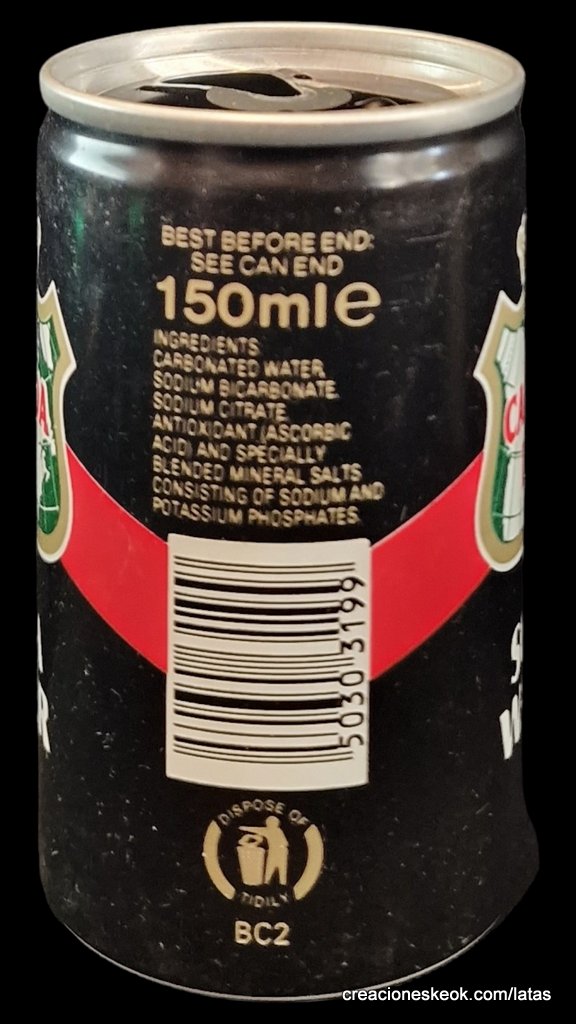 BEST BEFORE END:
SEE CAN END
150ml e
INGREDIENTS
CARBONATED WATER,
SODIUM BICARBONATE,
SODIUM CITRATE,
ANTIOXIDANT (ASCORBIC
ACID) AND SPECIALLY
BLENDED MINERAL SALTS
CONSISTING OF SODIUM AND
POTASSIUM PHOSPHATES.
5030 3199
DISPOSE OF
TIDILY
BC2
A
R
CA
S
W
creacioneskeok.com/latas